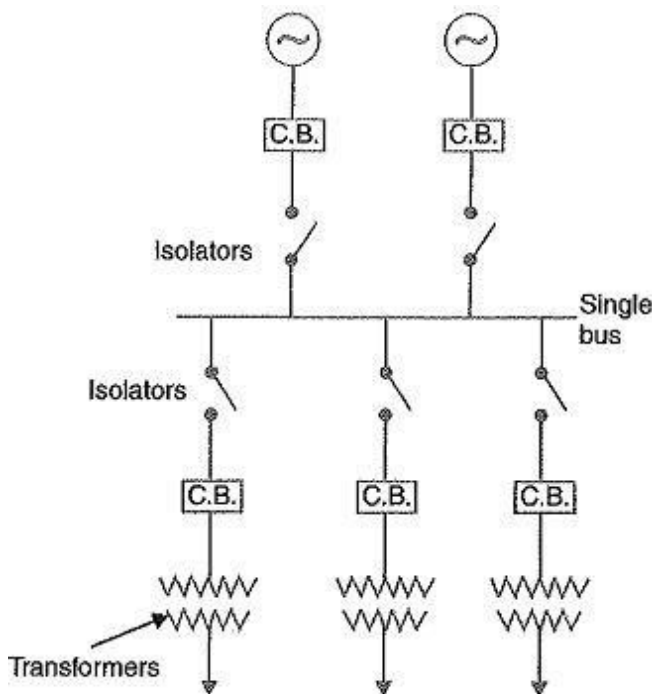 C.B.
C.B.
Isolators
Single
bus
Isolators
C.B.
C.B.
C.B.
Transformers